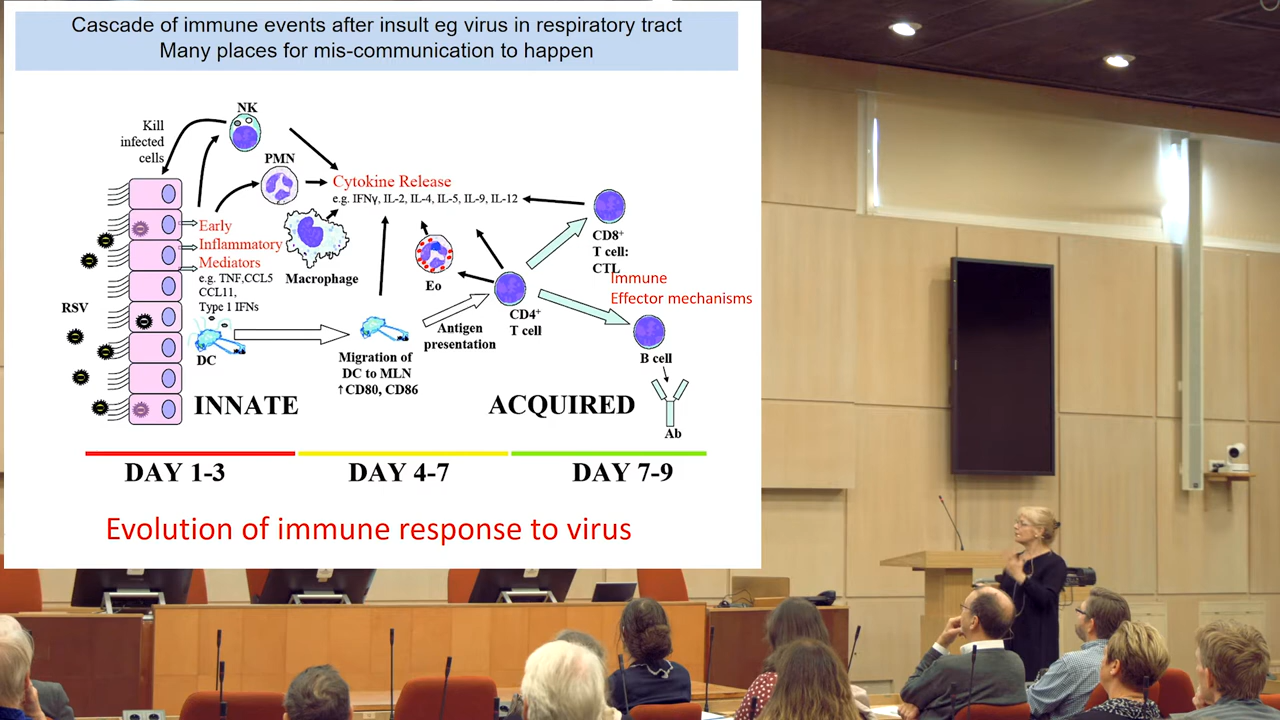 Cascade of immune events after insult eg virus in respiratory tract
Many places for mis-communication to happen
NK
Kill
infected
cells
PMN
Cytokine Release
e.g. IFNγ, IL-2, IL-4, IL-5, IL-9, IL-12
Early
Inflammatory
Mediators
e.g. TNF,CCL5
CCL11,
Type 1 IFNs
Macrophage
Eo
CD8⁺
T cell:
CTL
Immune
Effector mechanisms
RSV
DC
Migration of
DC to MLN
↑CD80, CD86
Antigen
presentation
CD4⁺
T cell
B cell
Ab
INNATE
ACQUIRED
DAY 1-3
DAY 4-7
DAY 7-9
Evolution of immune response to virus